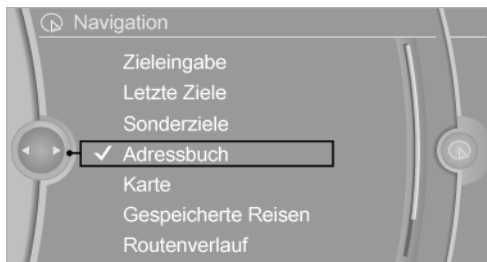 Navigation
Zieleingabe
Letzte Ziele
Sonderziele
Adressbuch
Karte
Gespeicherte Reisen
Routenverlauf